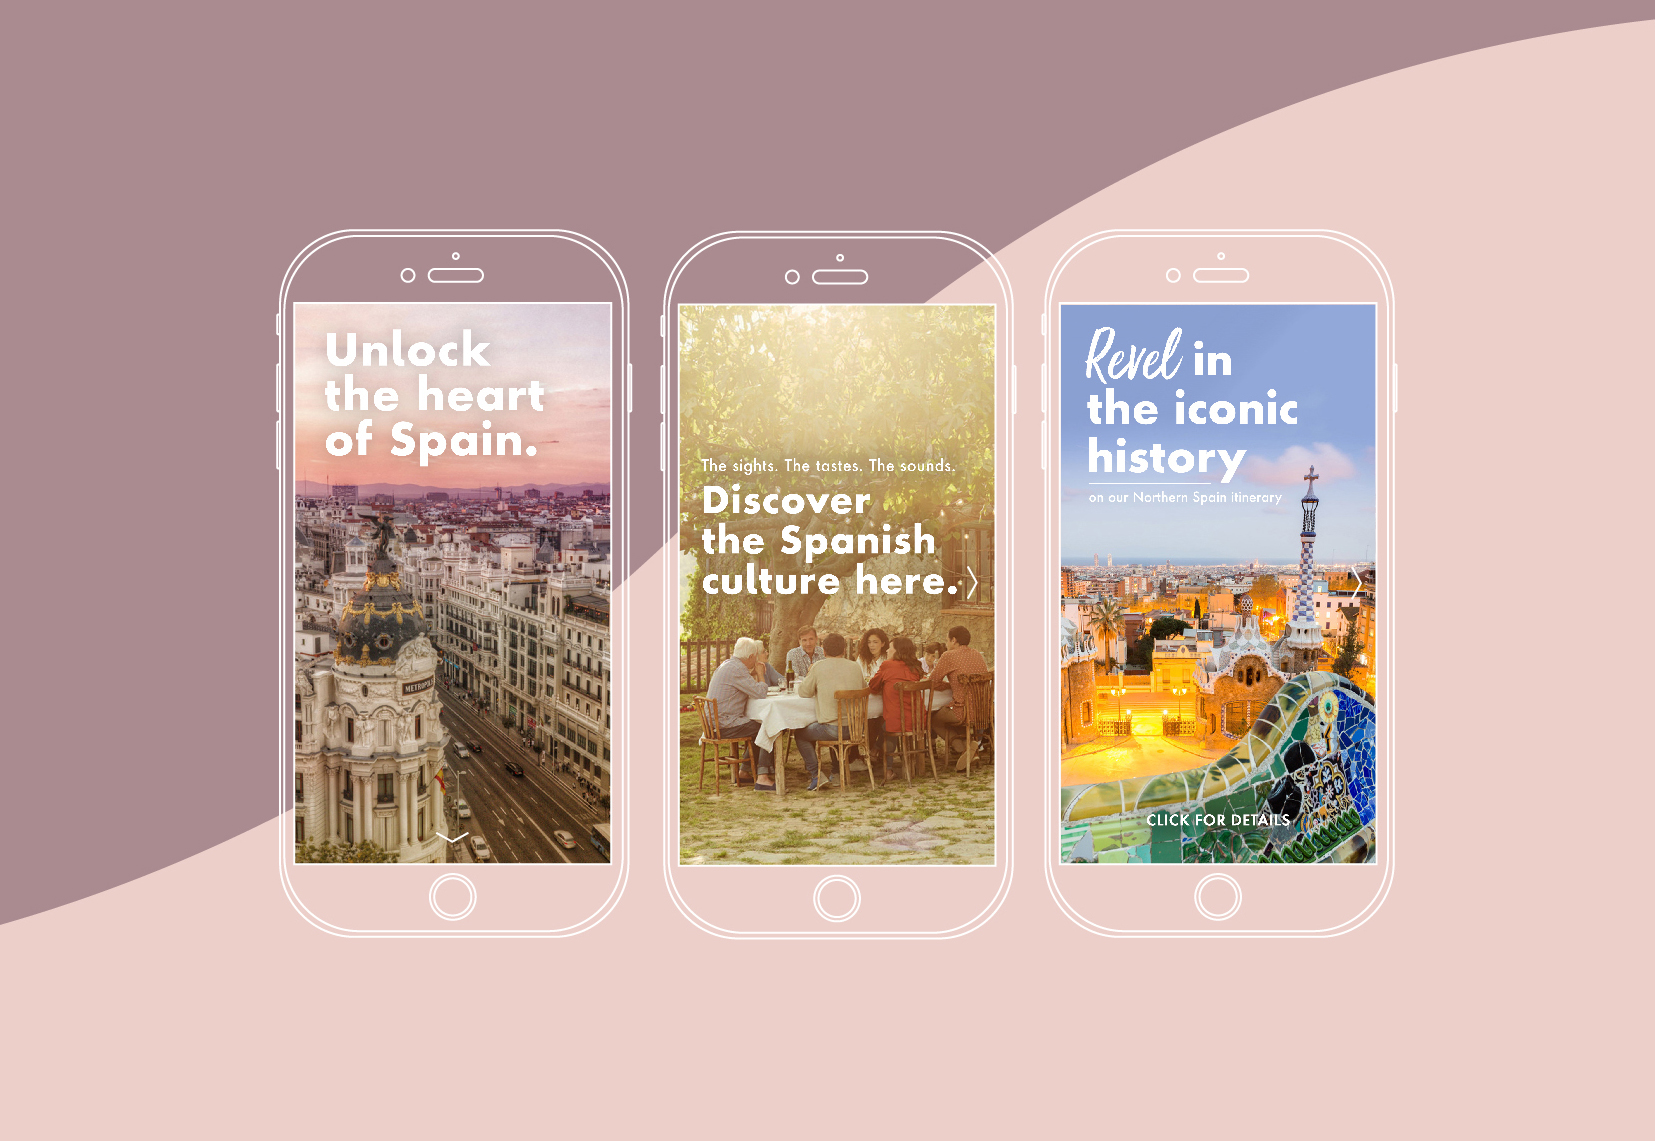 Unlock
the heart
of Spain.
METROPOLIS
The sights. The tastes. The sounds.
Discover
the Spanish
culture here.
Revel in
the iconic
history
on our Northern Spain itinerary
CLICK FOR DETAILS